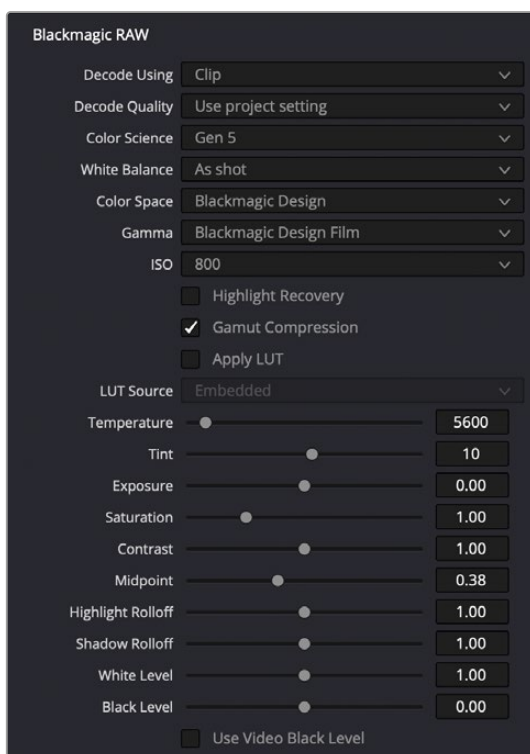 Blackmagic RAW
Decode Using Clip
Decode Quality Use project setting
Color Science Gen 5
White Balance As shot
Color Space Blackmagic Design
Gamma Blackmagic Design Film
ISO 800
Highlight Recovery
Gamut Compression
Apply LUT
LUT Source Embedded
Temperature 5600
Tint 10
Exposure 0.00
Saturation 1.00
Contrast 1.00
Midpoint 0.38
Highlight Rolloff 1.00
Shadow Rolloff 1.00
White Level 1.00
Black Level 0.00
Use Video Black Level